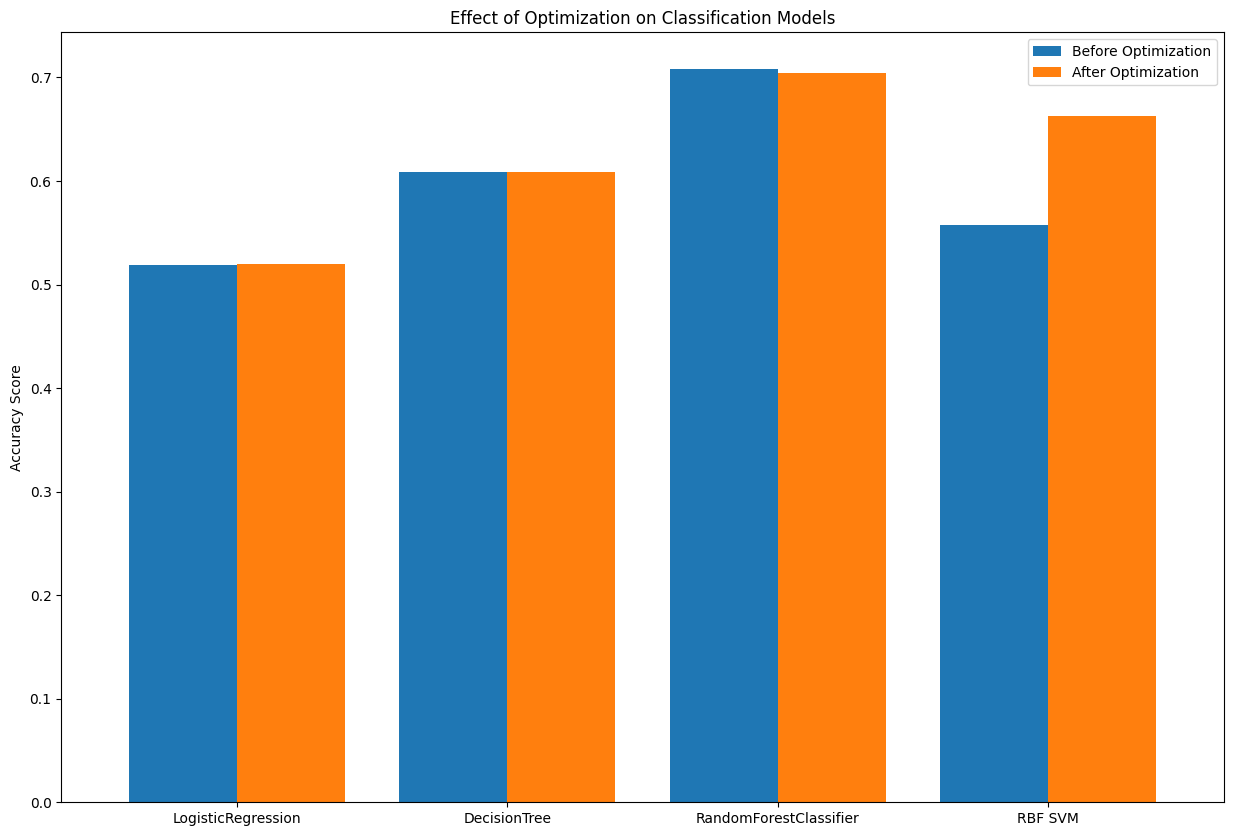 Effect of Optimization on Classification Models
Before Optimization
After Optimization
Accuracy Score
0.7
0.6
0.5
0.4
0.3
0.2
0.1
0.0
LogisticRegression
DecisionTree
RandomForestClassifier
RBF SVM